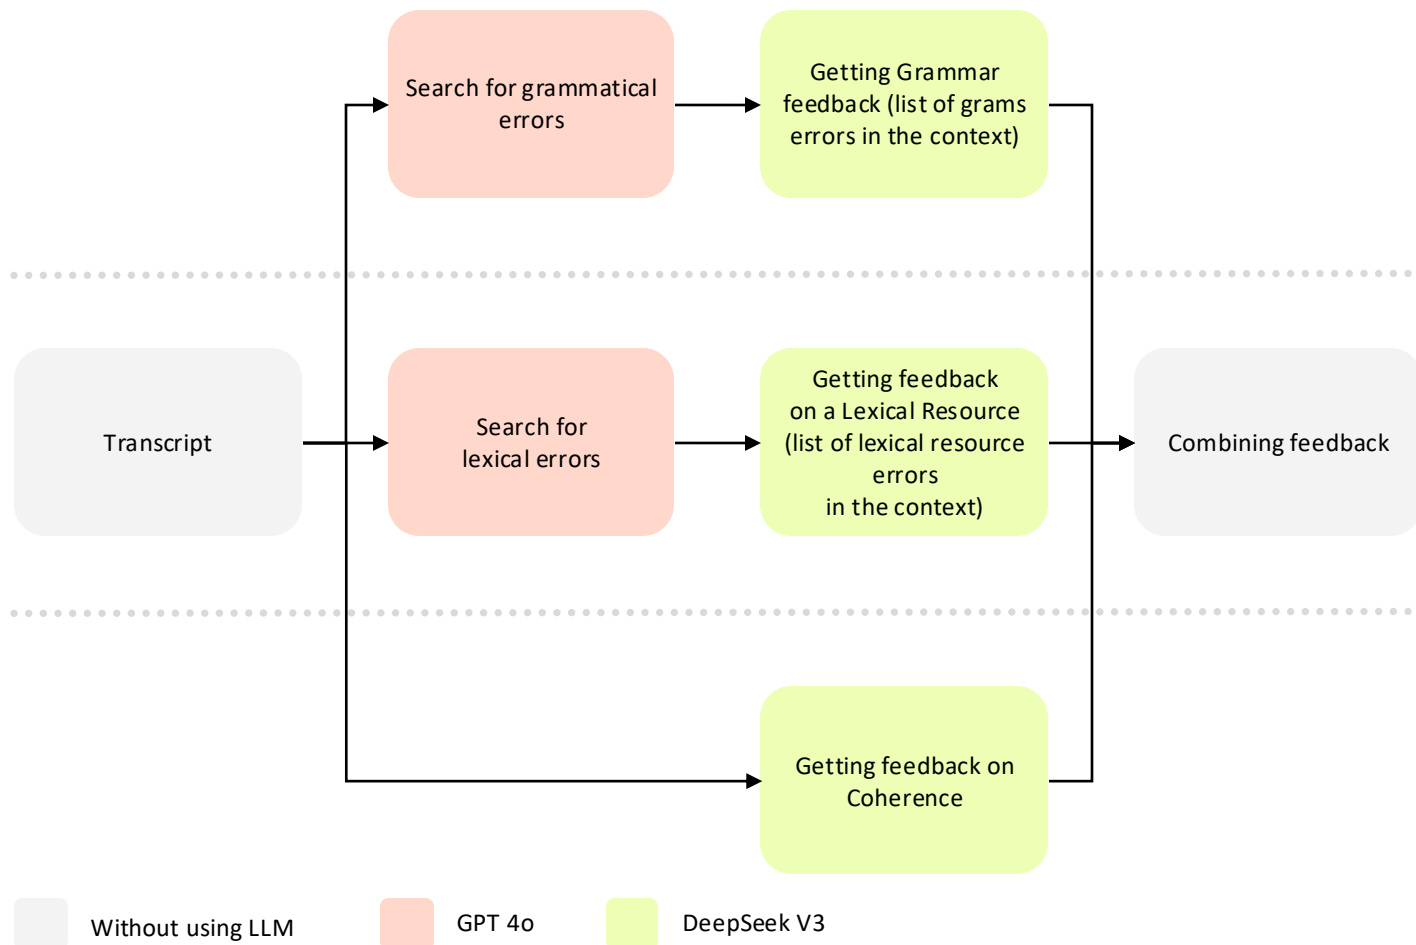 Search for grammatical
errors
Getting Grammar
feedback (list of grams
errors in the context)
Transcript
Search for
lexical errors
Getting feedback
on a Lexical Resource
(list of lexical resource
errors
in the context)
Combining feedback
Getting feedback on
Coherence
Without using LLM
GPT 4o
DeepSeek V3